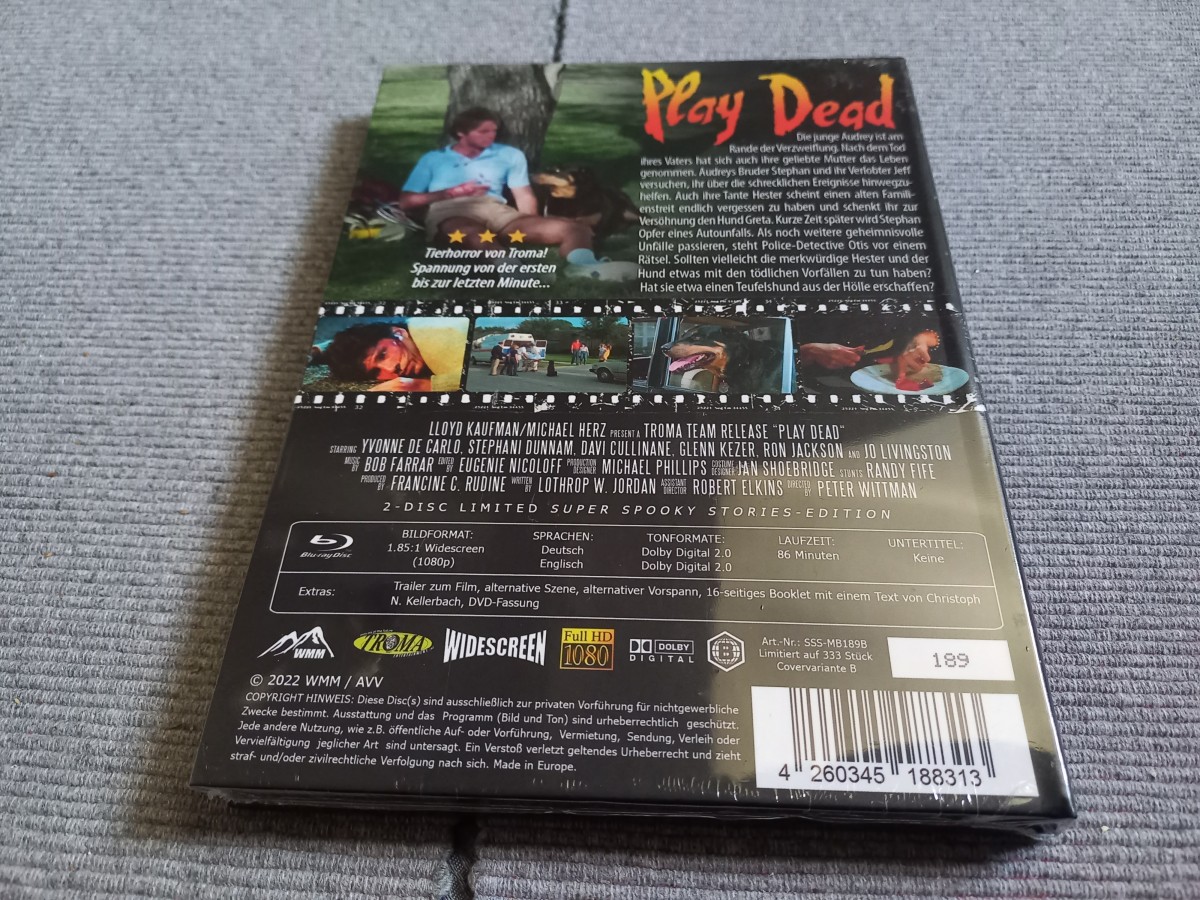 Play Dead
Die junge Audrey ist am
Rande der Verzweiflung. Nach dem Tod
ihres Vaters hat sich auch ihre geliebte Mutter das Leben
genommen. Audreys Bruder Stephan und ihr Verlobter Jeff
versuchen, ihr über die schrecklichen Ereignisse hinwegzu-
helfen. Auch ihre Tante Hester scheint einen alten Famili-
enstreit endlich vergessen zu haben und schenkt ihr zur
Versöhnung den Hund Greta. Kurze Zeit später wird Stephan
Opfer eines Autounfalls. Als noch weitere geheimnisvolle
Unfälle passieren, steht Police-Detective Otis vor einem
Rätsel. Sollten vielleicht die merkwürdige Hester und der
Hund etwas mit den tödlichen Vorfällen zu tun haben?
Hat sie etwa einen Teufelshund aus der Hölle erschaffen?
Tierhorror von Troma!
Spannung von der ersten
bis zur letzten Minute...
LLOYD KAUFMAN/MICHAEL HERZ PRESENT A TROMA TEAM RELEASE "PLAY DEAD"
STARRING YVONNE DE CARLO, STEPHANI DUNNAM, DAVI CULLINANE, GLENN KEZER, RON JACKSON AND JO LIVINGSTON
MUSIC BY BOB FARRAR EDITED BY EUGENIE NICOLOFF PRODUCTION DESIGNER MICHAEL PHILLIPS COSTUME DESIGNER JAN SHOEBRIDGE STUNTS RANDY FIFE
PRODUCED BY FRANCINE C. RUDINE WRITTEN BY LOTHROP W. JORDAN ASSISTANT DIRECTOR ROBERT ELKINS DIRECTED BY PETER WITTMAN
2-DISC LIMITED SUPER SPOOKY STORIES-EDITION
Blu-ray Disc
BILDFORMAT:
1.85:1 Widescreen
(1080p)
SPRACHEN:
Deutsch
Englisch
TONFORMATE:
Dolby Digital 2.0
Dolby Digital 2.0
LAUFZEIT:
86 Minuten
UNTERTITEL:
Keine
Extras:
Trailer zum Film, alternative Szene, alternativer Vorspann, 16-seitiges Booklet mit einem Text von Christoph
N. Kellerbach, DVD-Fassung
WMM
TROMA
WIDESCREEN
Full HD
1080
DOLBY
DIGITAL
Art.-Nr.: SSS-MB189B
Limitiert auf 333 Stück
Covervariante B
189
© 2022 WMM / AVV
COPYRIGHT HINWEIS: Diese Disc(s) sind ausschließlich zur privaten Vorführung für nichtgewerbliche
Zwecke bestimmt. Ausstattung und das Programm (Bild und Ton) sind urheberrechtlich geschützt.
Jede andere Nutzung, wie z.B. öffentliche Auf- oder Vorführung, Vermietung, Sendung, Verleih oder
Vervielfältigung jeglicher Art sind untersagt. Ein Verstoß verletzt geltendes Urheberrecht und zieht
straf- und/oder zivilrechtliche Verfolgung nach sich. Made in Europe.
4 260345 188313